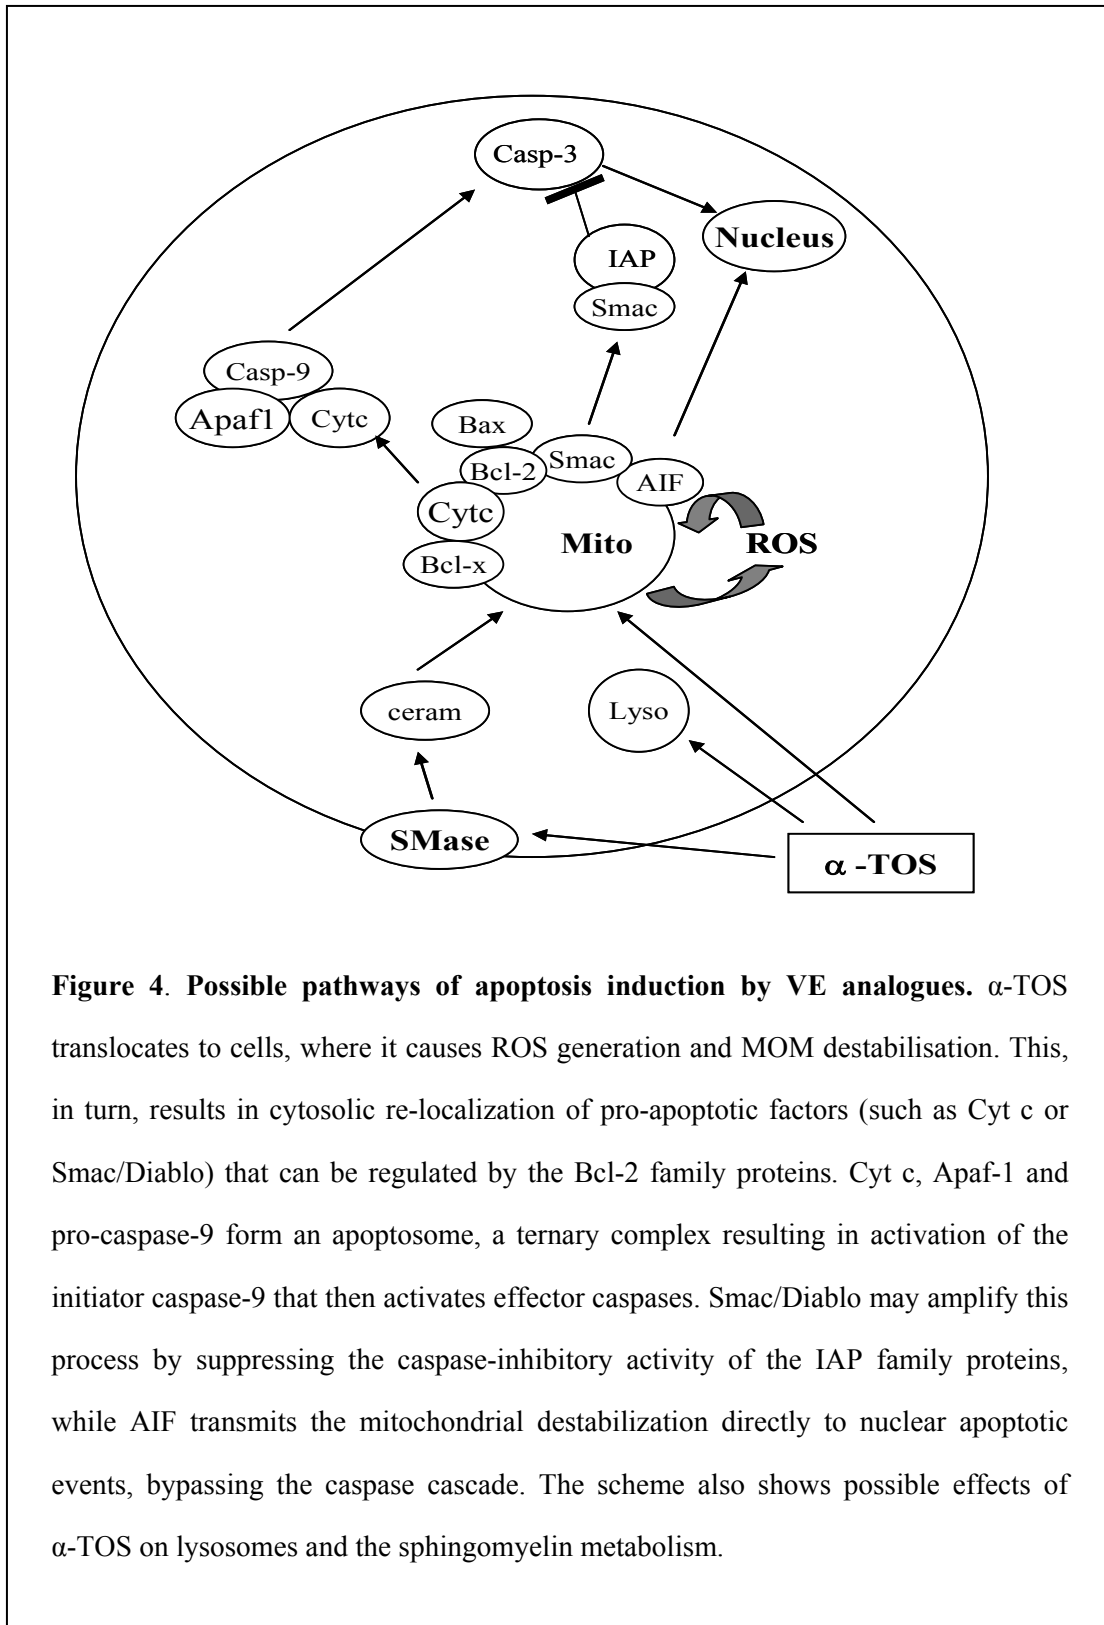 Casp-3
Nucleus
IAP
Smac
Casp-9
Apaf1
Cytc
Bax
Bcl-2
Smac
AIF
Cytc
Mito
ROS
Bcl-x
ceram
Lyso
SMase
α -TOS
Figure 4. Possible pathways of apoptosis induction by VE analogues. α-TOS
translocates to cells, where it causes ROS generation and MOM destabilisation. This,
in turn, results in cytosolic re-localization of pro-apoptotic factors (such as Cyt c or
Smac/Diablo) that can be regulated by the Bcl-2 family proteins. Cyt c, Apaf-1 and
pro-caspase-9 form an apoptosome, a ternary complex resulting in activation of the
initiator caspase-9 that then activates effector caspases. Smac/Diablo may amplify this
process by suppressing the caspase-inhibitory activity of the IAP family proteins,
while AIF transmits the mitochondrial destabilization directly to nuclear apoptotic
events, bypassing the caspase cascade. The scheme also shows possible effects of
α-TOS on lysosomes and the sphingomyelin metabolism.